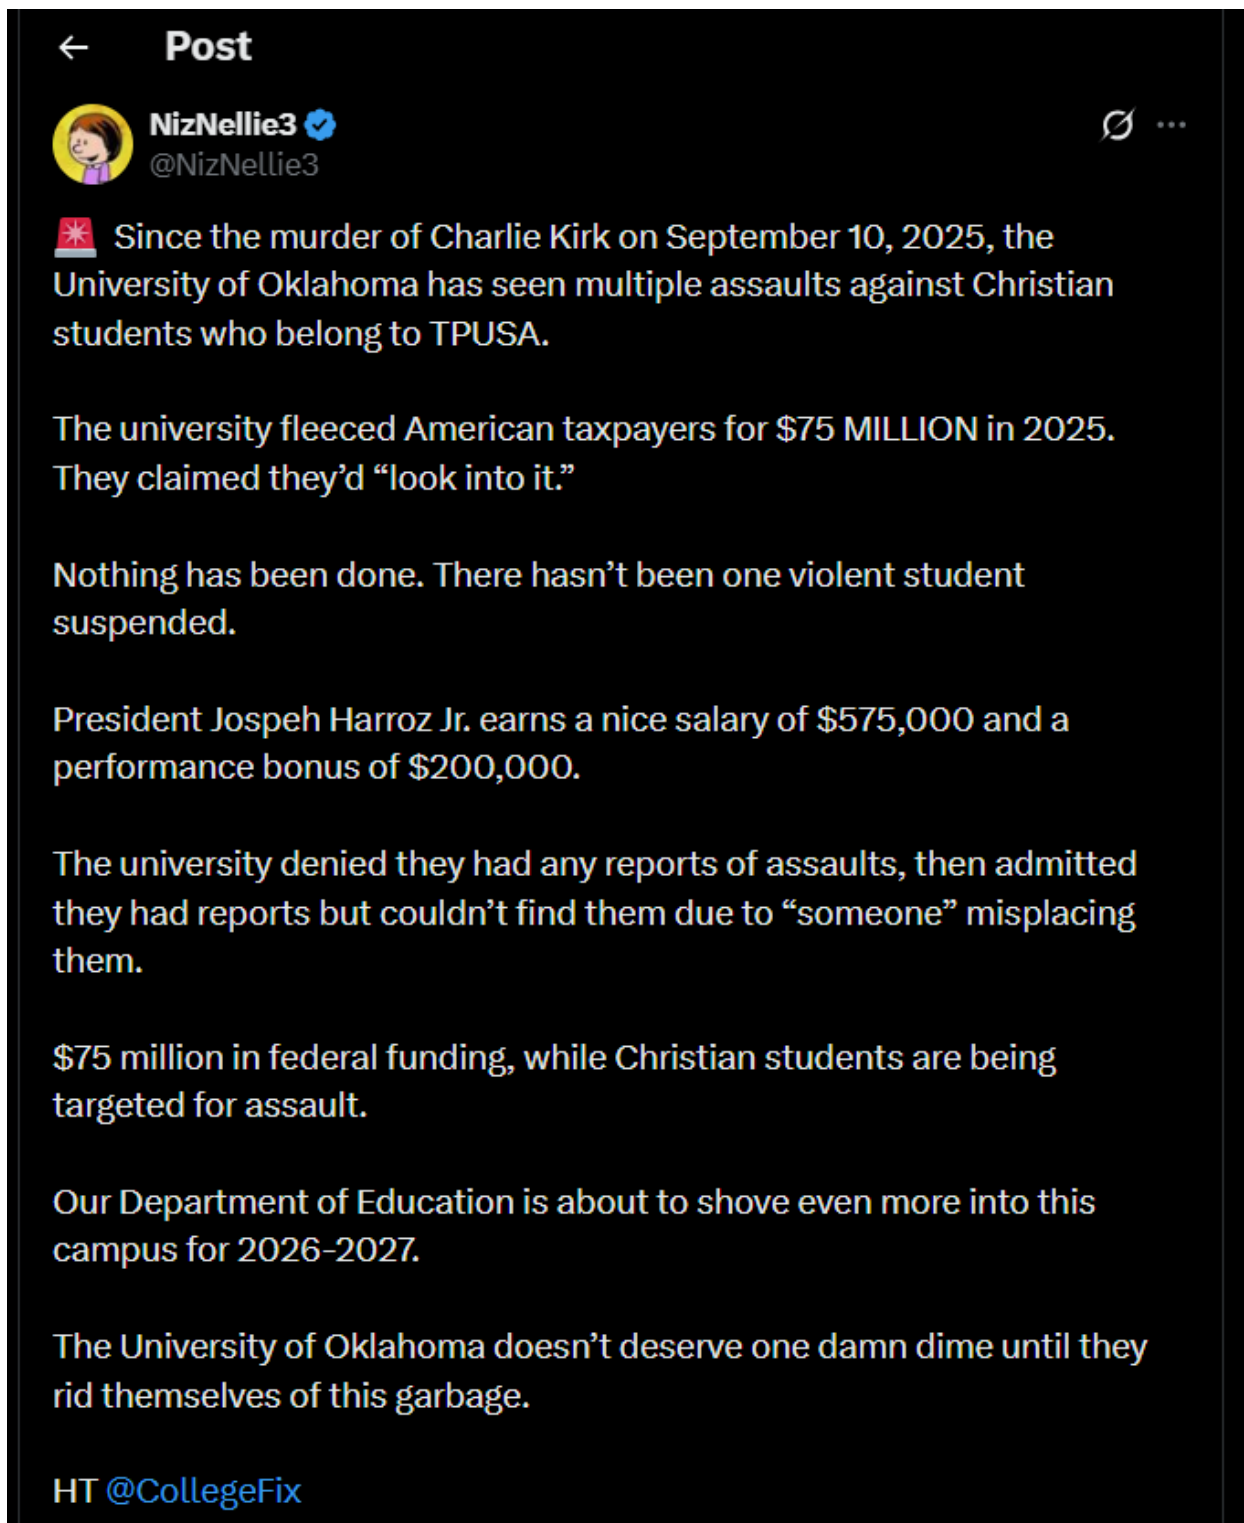 Post
NizNellie3
@NizNellie3
🚨 Since the murder of Charlie Kirk on September 10, 2025, the
University of Oklahoma has seen multiple assaults against Christian
students who belong to TPUSA.
The university fleeced American taxpayers for $75 MILLION in 2025.
They claimed they’d “look into it.”
Nothing has been done. There hasn’t been one violent student
suspended.
President Jospeh Harroz Jr. earns a nice salary of $575,000 and a
performance bonus of $200,000.
The university denied they had any reports of assaults, then admitted
they had reports but couldn’t find them due to “someone” misplacing
them.
$75 million in federal funding, while Christian students are being
targeted for assault.
Our Department of Education is about to shove even more into this
campus for 2026-2027.
The University of Oklahoma doesn’t deserve one damn dime until they
rid themselves of this garbage.
HT @CollegeFix